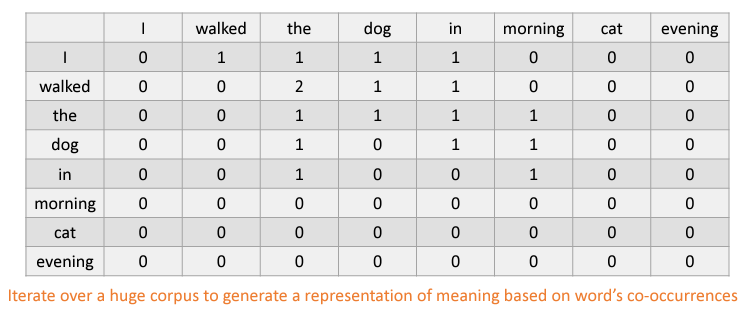 I walked the dog in morning cat evening
I 0 1 1 1 1 0 0 0
walked 0 0 2 1 1 0 0 0
the 0 0 1 1 1 1 0 0
dog 0 0 1 0 1 1 0 0
in 0 0 1 0 0 1 0 0
morning 0 0 0 0 0 0 0 0
cat 0 0 0 0 0 0 0 0
evening 0 0 0 0 0 0 0 0
Iterate over a huge corpus to generate a representation of meaning based on word's co-occurrences